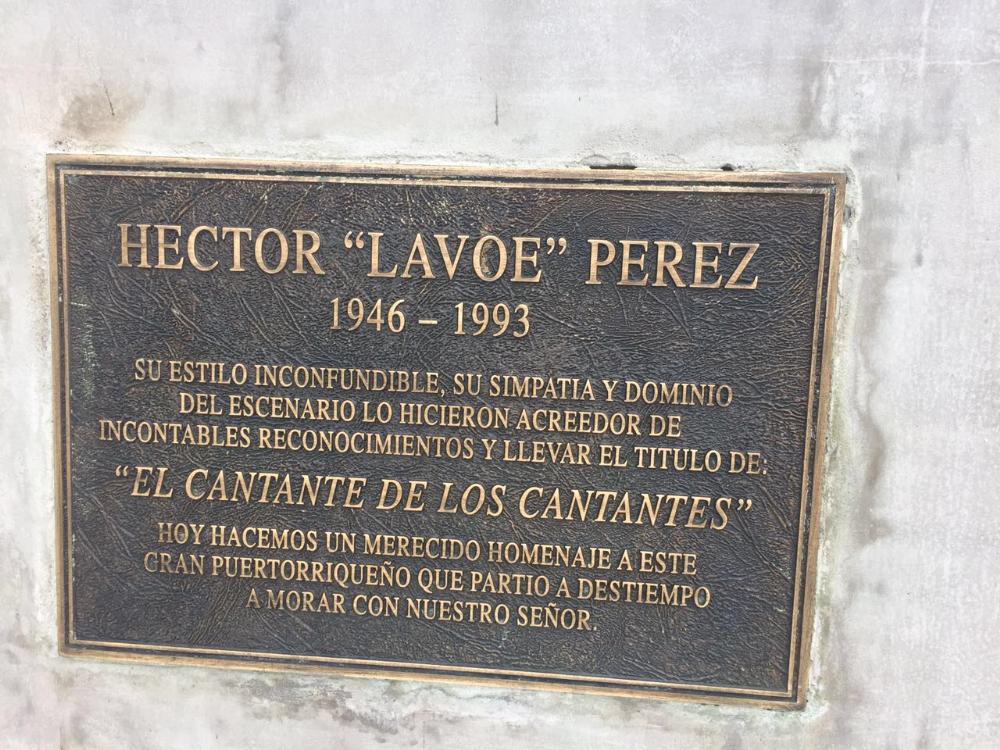 HECTOR “LAVOE” PEREZ
1946 – 1993
SU ESTILO INCONFUNDIBLE, SU SIMPATIA Y DOMINIO
DEL ESCENARIO LO HICIERON ACREEDOR DE
INCONTABLES RECONOCIMIENTOS Y LLEVAR EL TITULO DE:
“EL CANTANTE DE LOS CANTANTES”
HOY HACEMOS UN MERECIDO HOMENAJE A ESTE
GRAN PUERTORRIQUEÑO QUE PARTIO A DESTIEMPO
A MORAR CON NUESTRO SEÑOR.